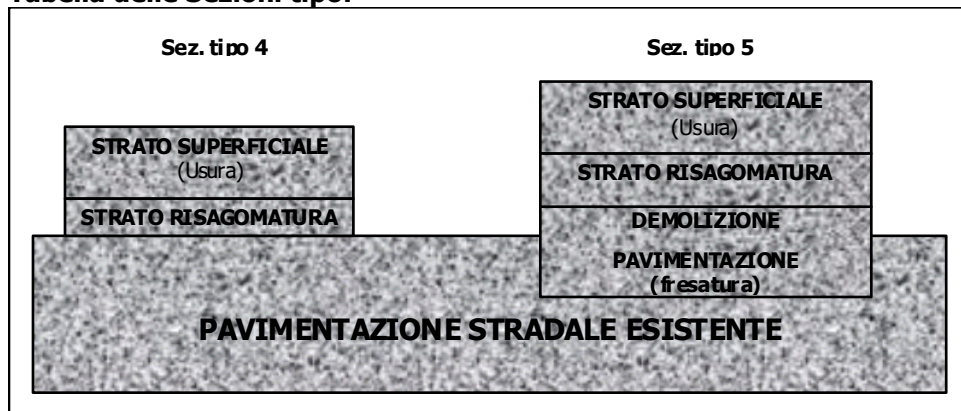 Tabella delle Sezioni tipo:
Sez. tipo 4
Sez. tipo 5
STRATO SUPERFICIALE
(Usura)
STRATO RISAGOMATURA
STRATO SUPERFICIALE
(Usura)
STRATO RISAGOMATURA
DEMOLIZIONE
PAVIMENTAZIONE
(fresatura)
PAVIMENTAZIONE STRADALE ESISTENTE